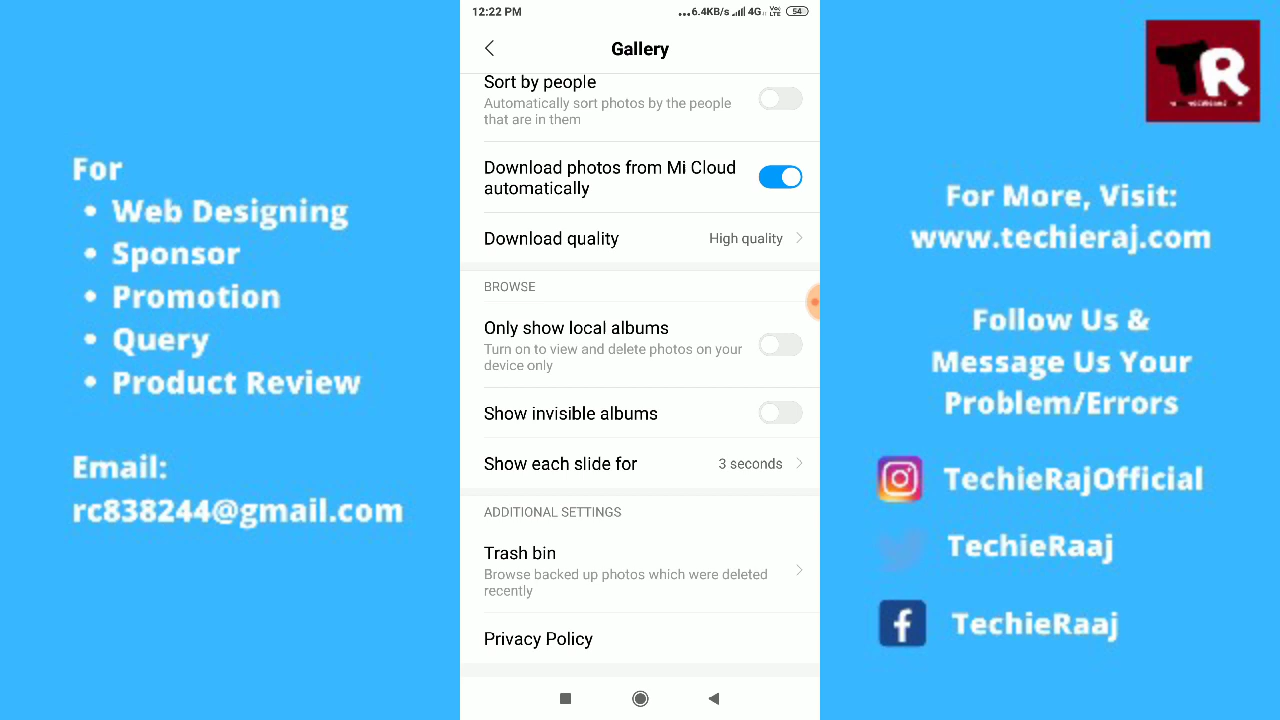 For
• Web Designing
• Sponsor
• Promotion
• Query
• Product Review
Email:
rc838244@gmail.com
12:22 PM
...6.4KB/s 4G Vo LTE 54
Gallery
Sort by people
Automatically sort photos by the people
that are in them
Download photos from Mi Cloud
automatically
Download quality High quality
BROWSE
Only show local albums
Turn on to view and delete photos on your
device only
Show invisible albums
Show each slide for 3 seconds
ADDITIONAL SETTINGS
Trash bin
Browse backed up photos which were deleted
recently
Privacy Policy
TR
For More, Visit:
www.techieraj.com
Follow Us &
Message Us Your
Problem/Errors
TechieRajOfficial
TechieRaaj
TechieRaaj